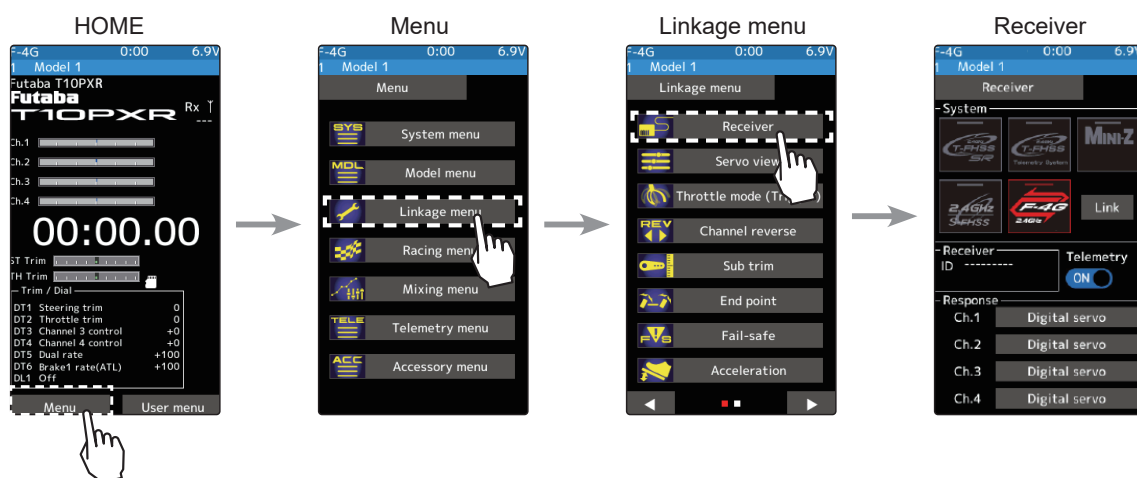 HOME
F-4G 0:00 6.9V
1 Model 1
Futaba T10PXR
Futaba
T10PXR Rx
---
Ch.1
Ch.2
Ch.3
Ch.4
00:00.00
ST Trim
TH Trim
Trim / Dial
DT1 Steering trim 0
DT2 Throttle trim 0
DT3 Channel 3 control +0
DT4 Channel 4 control +0
DT5 Dual rate +100
DT6 Brake1 rate(ATL) +100
DL1 Off
Menu User menu
Menu
F-4G 0:00 6.9V
1 Model 1
Menu
SYS System menu
MDL Model menu
Linkage menu
Racing menu
Mixing menu
TELE Telemetry menu
ACC Accessory menu
Linkage menu
F-4G 0:00 6.9V
1 Model 1
Linkage menu
Receiver
Servo view
Throttle mode (Tr
Channel reverse
REV
Sub trim
End point
F/S Fail-safe
Acceleration
Receiver
F-4G 0:00 6.9V
1 Model 1
Receiver
System
T-FHSS SR
T-FHSS Telemetry System
MINI-Z
2.4GHz S-FHSS
F-4G 2.4GHz
Link
Receiver
ID ---------
Telemetry
ON
Response
Ch.1 Digital servo
Ch.2 Digital servo
Ch.3 Digital servo
Ch.4 Digital servo